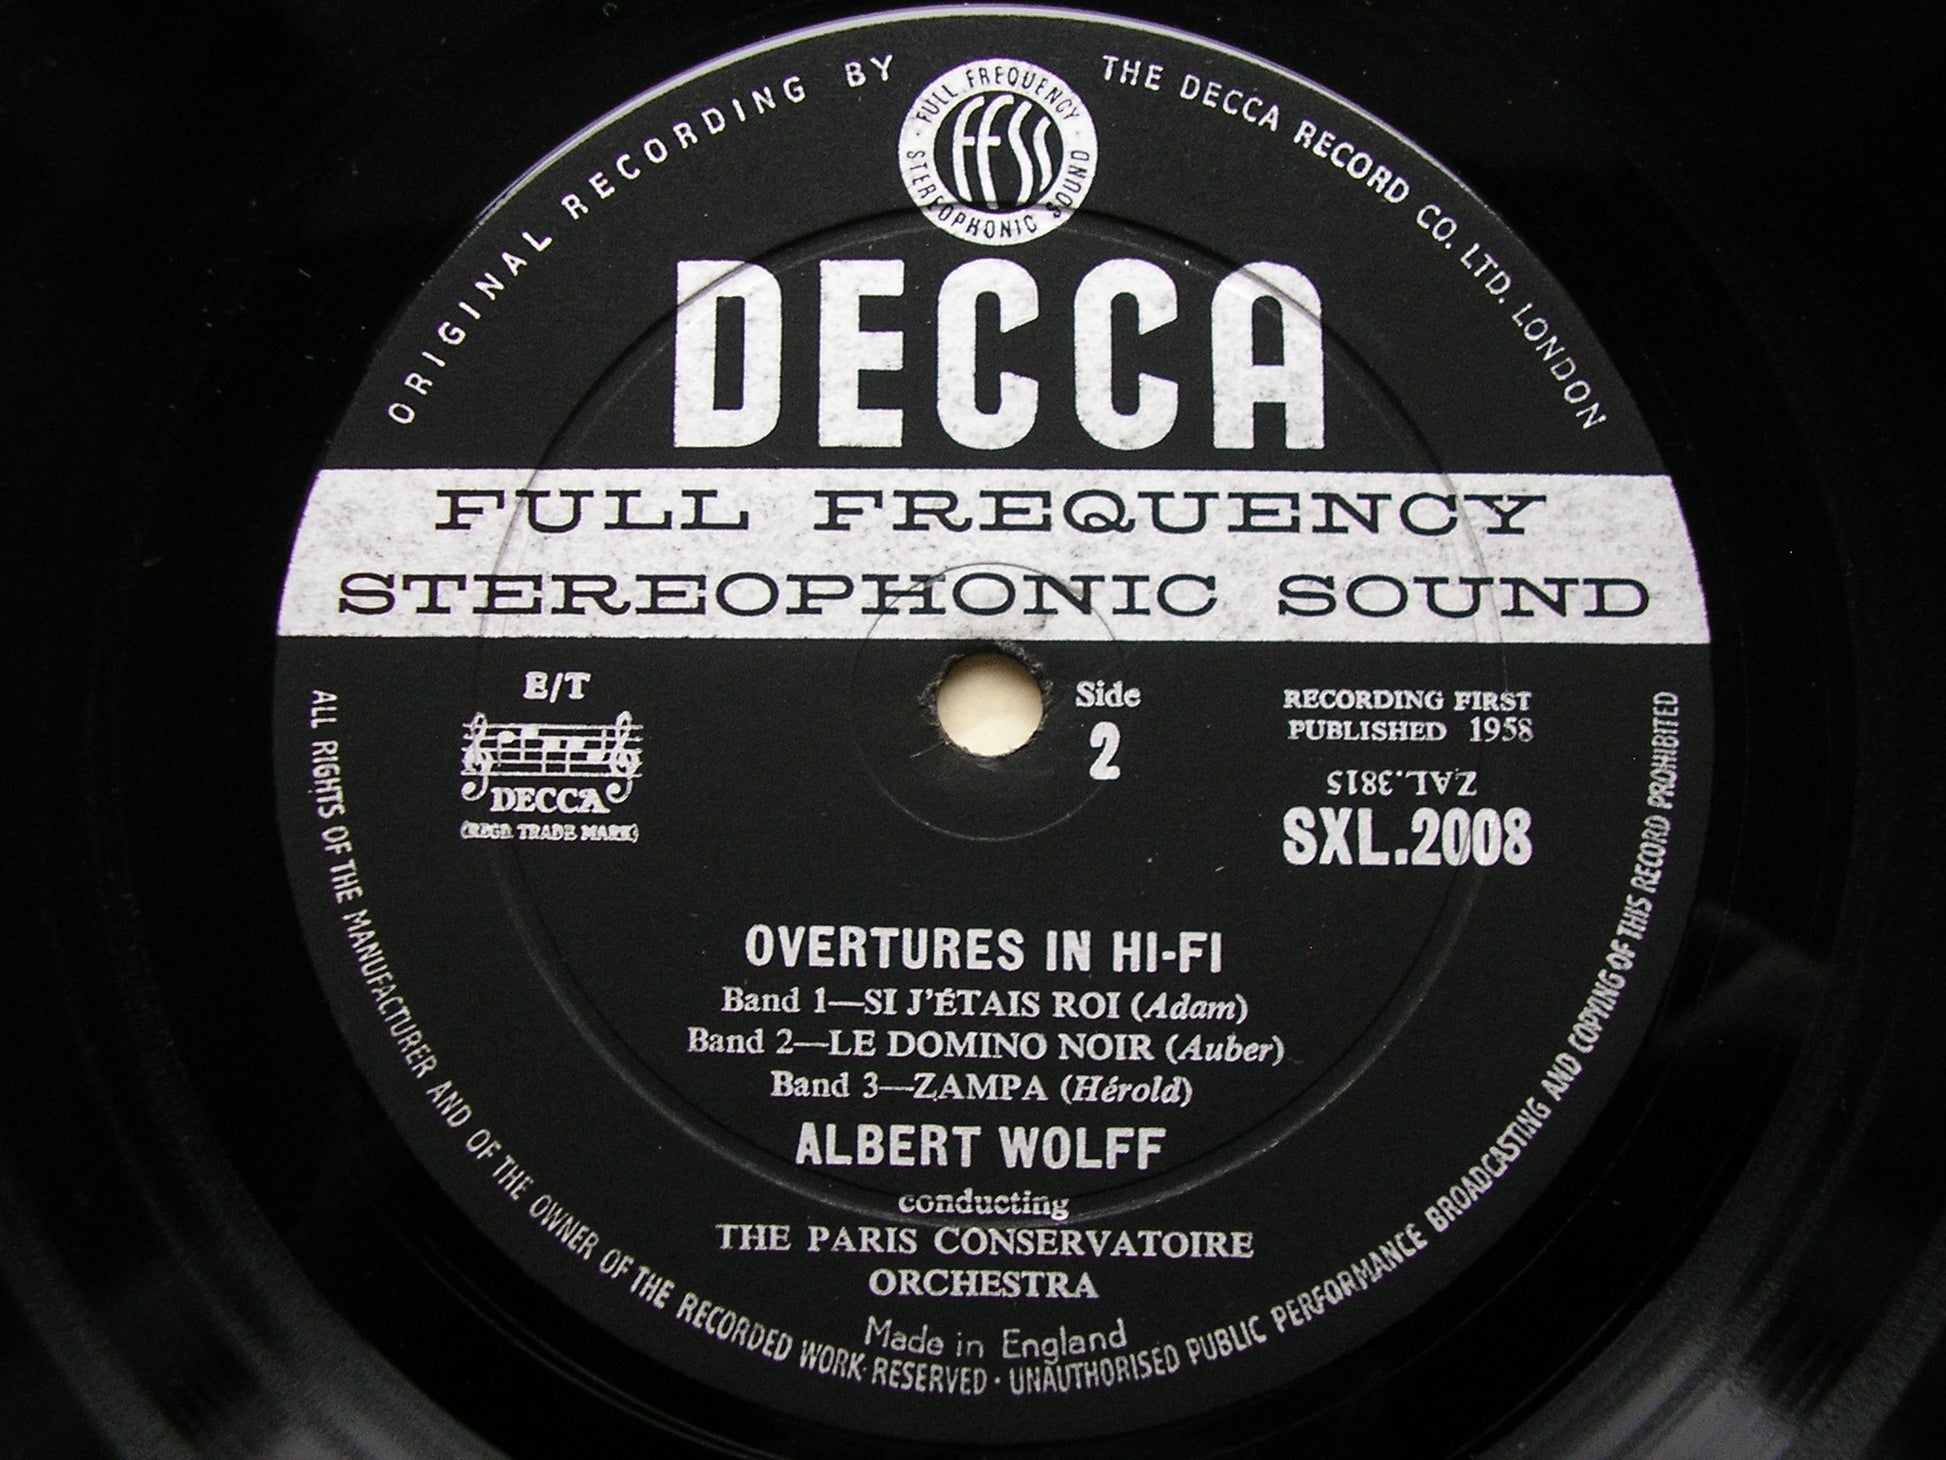 ORIGINAL RECORDING BY THE DECCA RECORD CO. LTD. LONDON
FULL FREQUENCY
ffss
STEREOPHONIC SOUND
DECCA
FULL FREQUENCY
STEREOPHONIC SOUND
E/T
DECCA
(REGD. TRADE MARK)
Side
2
RECORDING FIRST
PUBLISHED 1958
ZAL.3815
SXL.2008
OVERTURES IN HI-FI
Band 1—SI J'ÉTAIS ROI (Adam)
Band 2—LE DOMINO NOIR (Auber)
Band 3—ZAMPA (Hérold)
ALBERT WOLFF
conducting
THE PARIS CONSERVATOIRE
ORCHESTRA
Made in England
ALL RIGHTS OF THE MANUFACTURER AND OF THE OWNER OF THE RECORDED WORK·RESERVED · UNAUTHORISED PUBLIC PERFORMANCE BROADCASTING AND COPYING OF THIS RECORD PROHIBITED